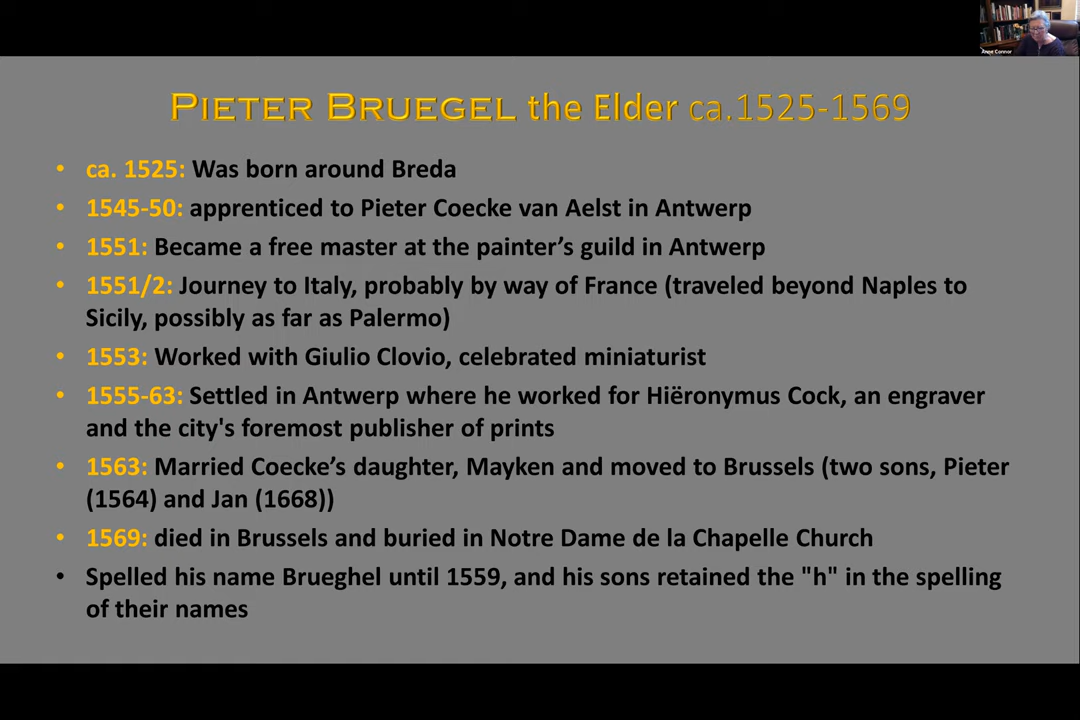 Anne Connor
PIETER BRUEGEL the Elder ca.1525-1569
• ca. 1525: Was born around Breda
• 1545-50: apprenticed to Pieter Coecke van Aelst in Antwerp
• 1551: Became a free master at the painter’s guild in Antwerp
• 1551/2: Journey to Italy, probably by way of France (traveled beyond Naples to
Sicily, possibly as far as Palermo)
• 1553: Worked with Giulio Clovio, celebrated miniaturist
• 1555-63: Settled in Antwerp where he worked for Hiëronymus Cock, an engraver
and the city's foremost publisher of prints
• 1563: Married Coecke’s daughter, Mayken and moved to Brussels (two sons, Pieter
(1564) and Jan (1668))
• 1569: died in Brussels and buried in Notre Dame de la Chapelle Church
• Spelled his name Brueghel until 1559, and his sons retained the "h" in the spelling
of their names